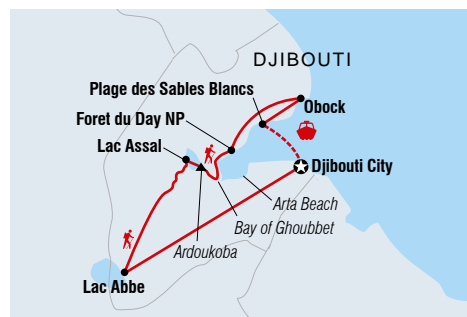 DJIBOUTI
Plage des Sables Blancs
Obock
Foret du Day NP
Lac Assal
Djibouti City
Arta Beach
Bay of Ghoubbet
Ardoukoba
Lac Abbe